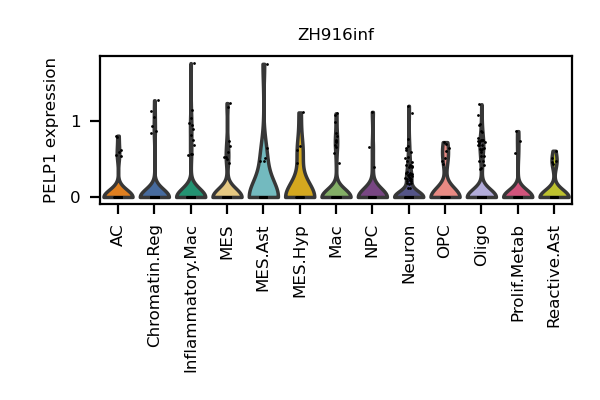 ZH916inf
PELP1 expression
1
0
AC
Chromatin.Reg
Inflammatory.Mac
MES
MES.Ast
MES.Hyp
Mac
NPC
Neuron
OPC
Oligo
Prolif.Metab
Reactive.Ast